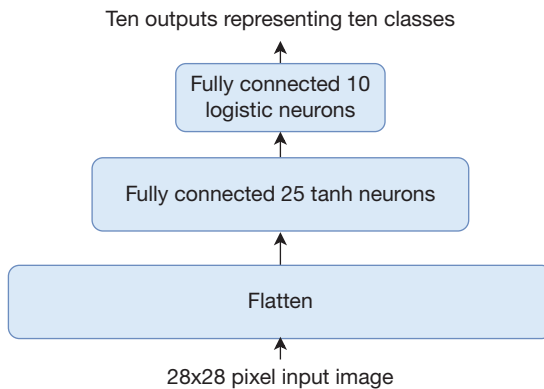 Ten outputs representing ten classes
Fully connected 10
logistic neurons
Fully connected 25 tanh neurons
Flatten
28x28 pixel input image